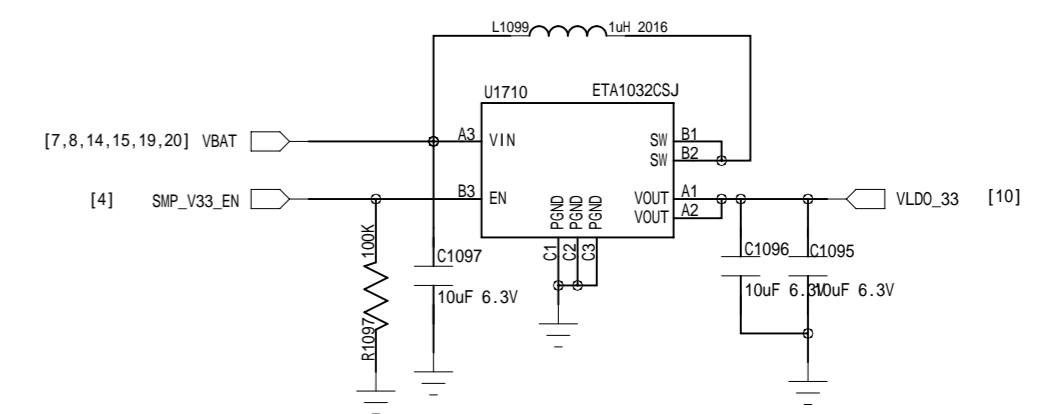 L1099 1uH 2016
U1710 ETA1032CSJ
[7,8,14,15,19,20] VBAT A3 VIN SW B1
SW B2
[4] SMP_V33_EN B3 EN VOUT A1 VLDO_33 [10]
VOUT A2
PGND PGND PGND
C1 C2 C3
100K C1097 C1096 C1095
10uF 6.3V 10uF 6.3V 10uF 6.3V
R1097